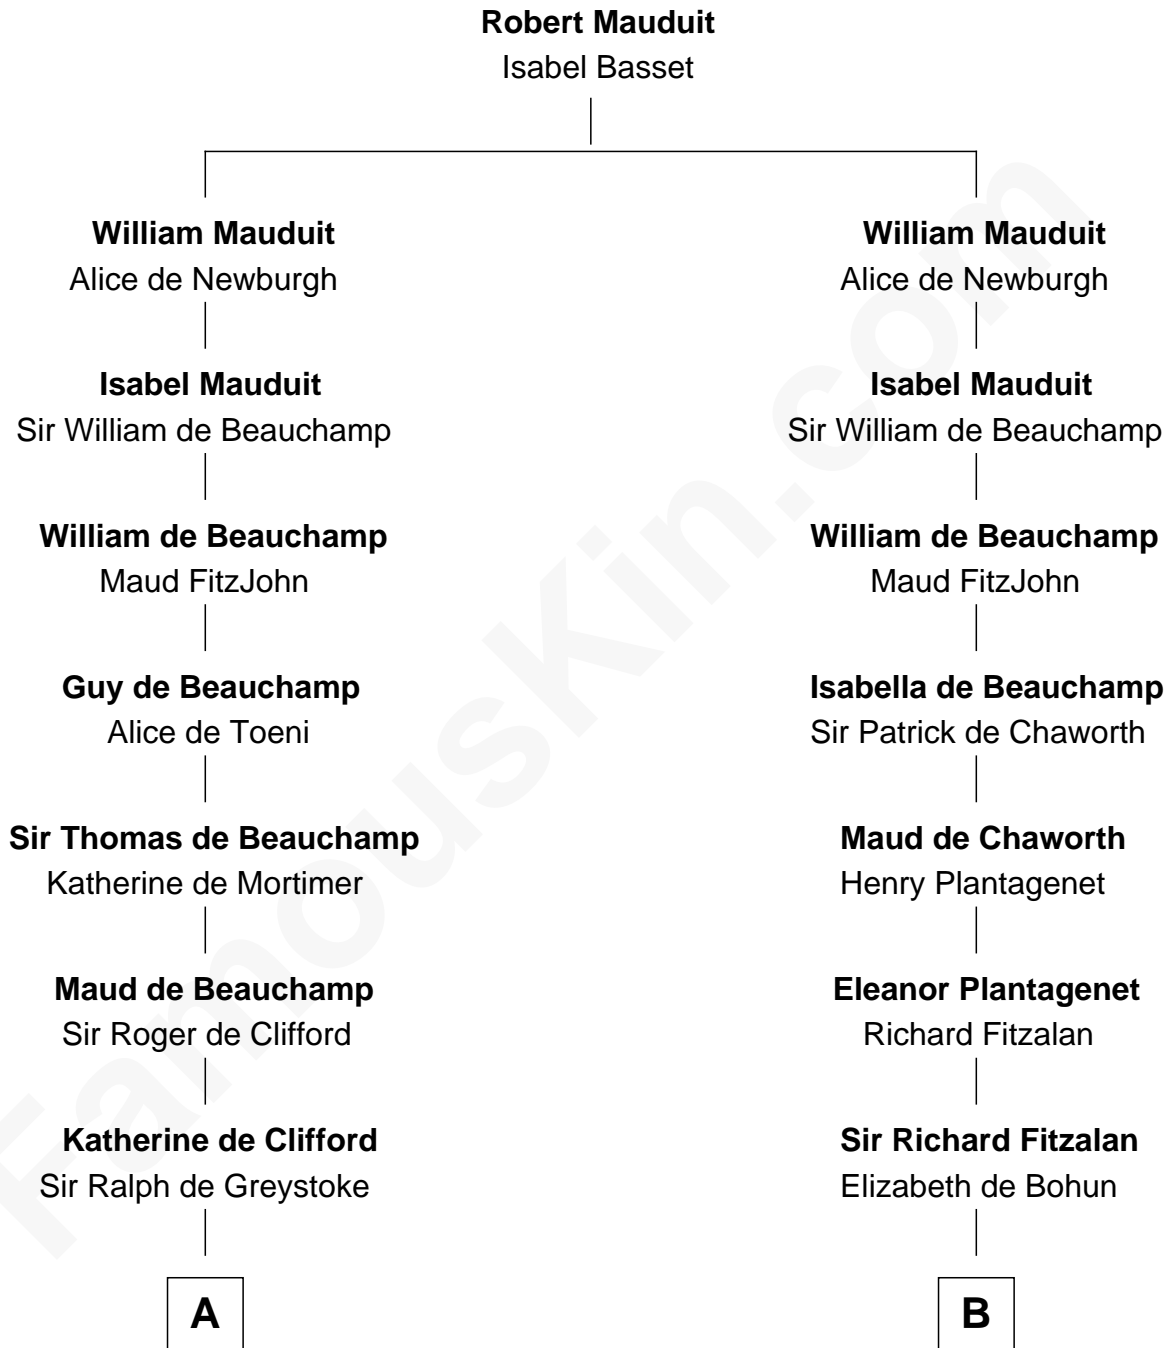 Robert Mauduit
Isabel Basset
William Mauduit
Alice de Newburgh
William Mauduit
Alice de Newburgh
Isabel Mauduit
Sir William de Beauchamp
Isabel Mauduit
Sir William de Beauchamp
William de Beauchamp
Maud FitzJohn
William de Beauchamp
Maud FitzJohn
Guy de Beauchamp
Alice de Toeni
Isabella de Beauchamp
Sir Patrick de Chaworth
Sir Thomas de Beauchamp
Katherine de Mortimer
Maud de Chaworth
Henry Plantagenet
Maud de Beauchamp
Sir Roger de Clifford
Eleanor Plantagenet
Richard Fitzalan
Katherine de Clifford
Sir Ralph de Greystoke
Sir Richard Fitzalan
Elizabeth de Bohun
A
B
FamousKin.com